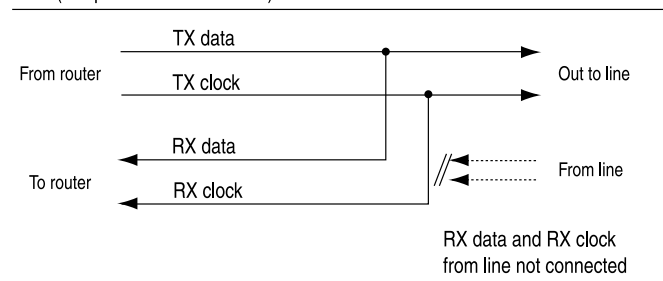 TX data
From router
Out to line
TX clock
RX data
From line
To router
RX clock
RX data and RX clock
from line not connected